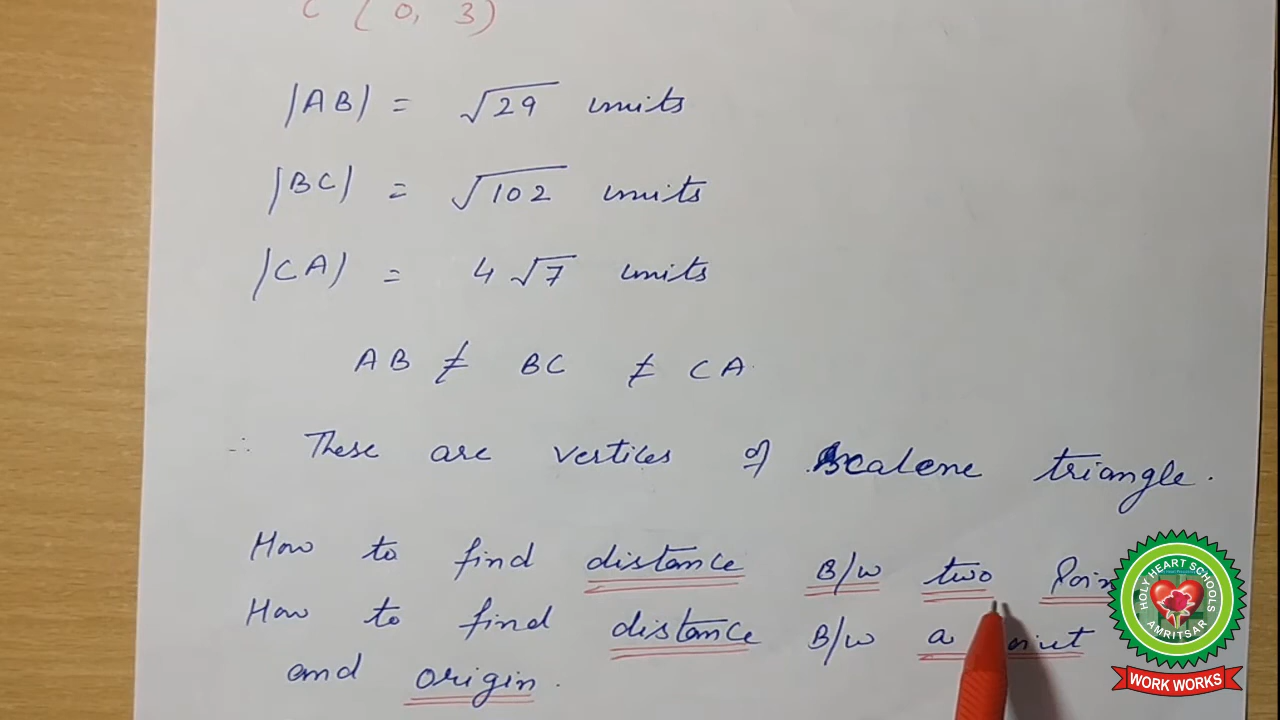 C (0, 3)
|AB| = √29 units
|BC| = √102 units
|CA| = 4√7 units
AB ≠ BC ≠ CA
∴ These are vertices of Scalene triangle.
How to find distance B/w two Poin
How to find distance B/w a oint
and origin.
HOLY HEART SCHOOLS
AMRITSAR
WORK WORKS